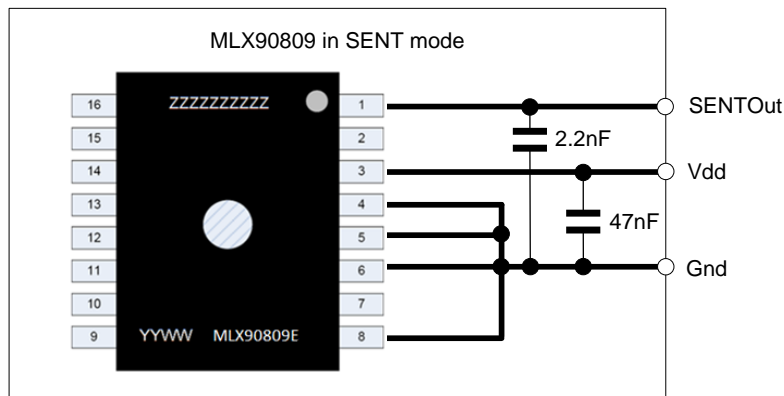 MLX90809 in SENT mode
16
ZZZZZZZZZZ
1
SENTOut
15
2
2.2nF
14
3
Vdd
13
4
12
5
47nF
11
6
Gnd
10
7
9
YYWW MLX90809E
8